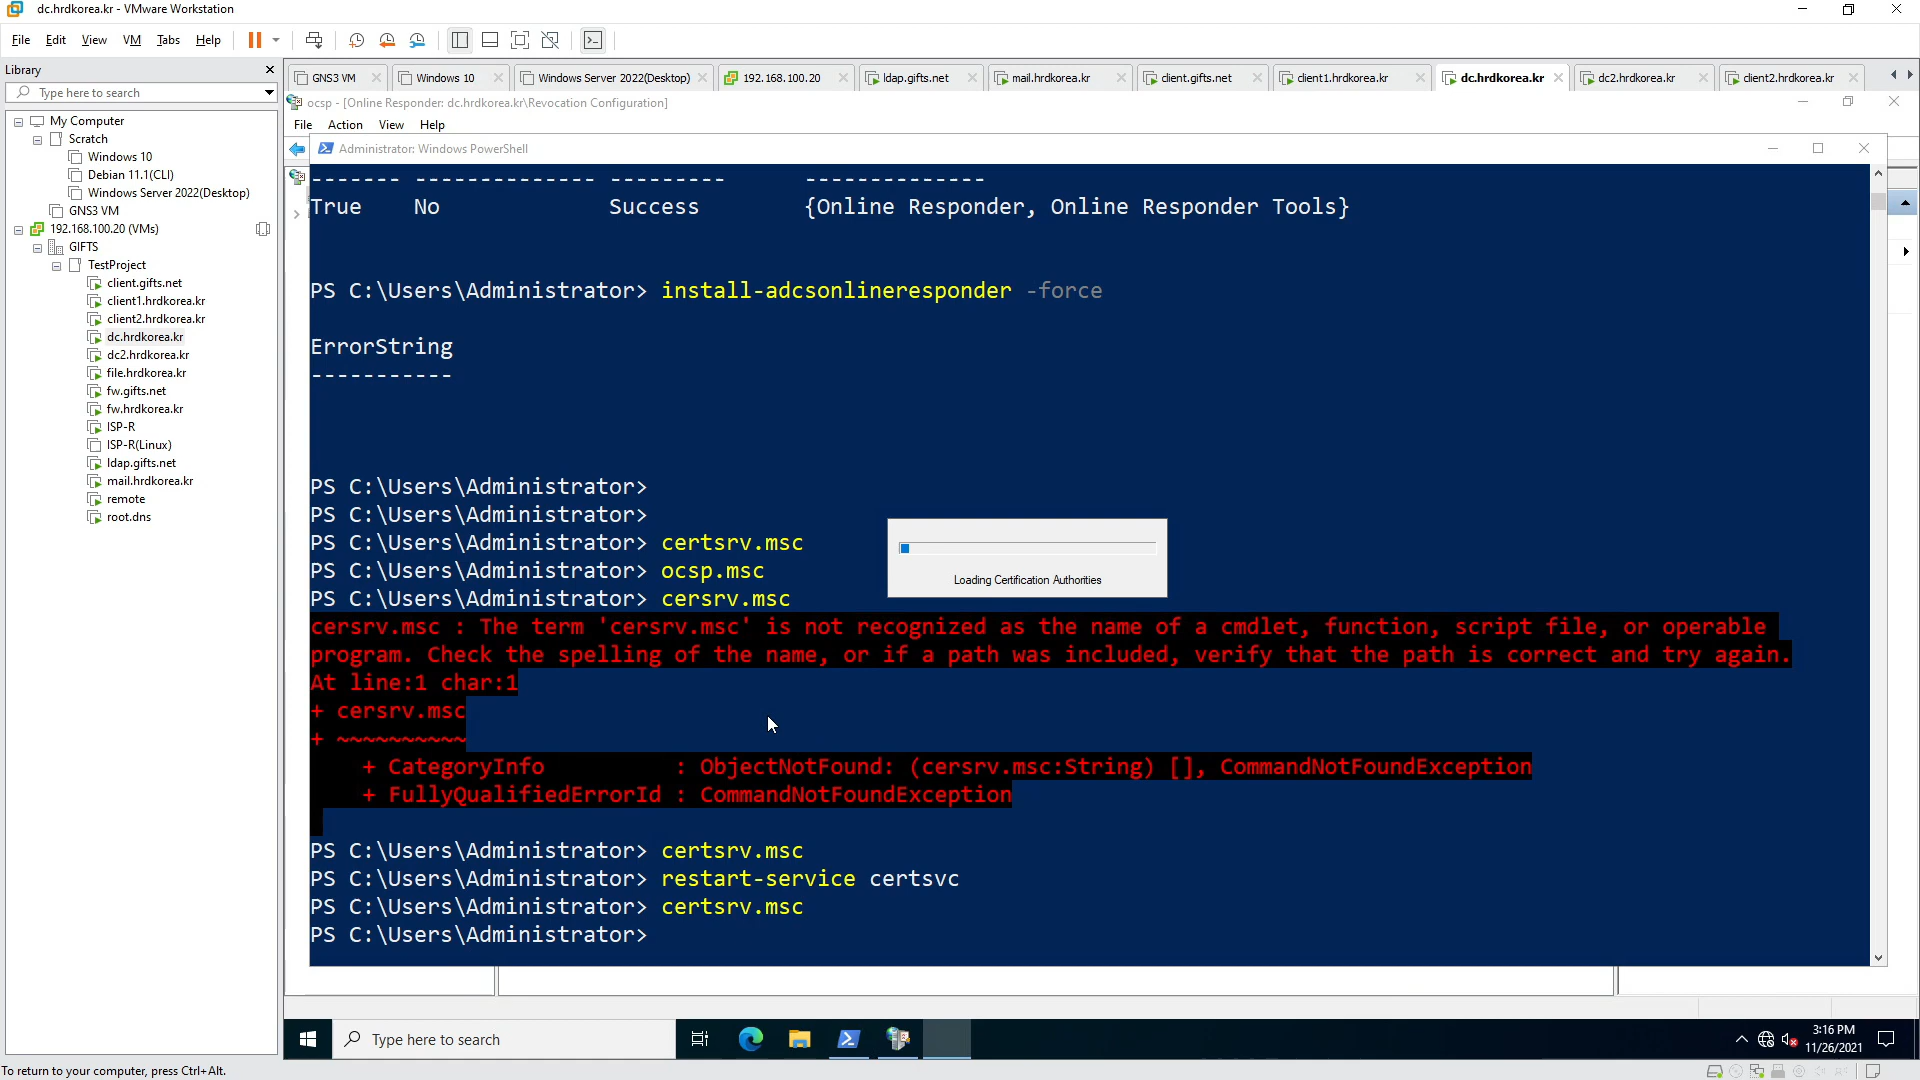 dc.hrdkorea.kr - VMware Workstation
File Edit View VM Tabs Help
Library
Type here to search
My Computer
Scratch
Windows 10
Debian 11.1(CLI)
Windows Server 2022(Desktop)
GNS3 VM
192.168.100.20 (VMs)
GIFTS
TestProject
client.gifts.net
client1.hrdkorea.kr
client2.hrdkorea.kr
dc.hrdkorea.kr
dc2.hrdkorea.kr
file.hrdkorea.kr
fw.gifts.net
fw.hrdkorea.kr
ISP-R
ISP-R(Linux)
ldap.gifts.net
mail.hrdkorea.kr
remote
root.dns
GNS3 VM Windows 10 Windows Server 2022(Desktop) 192.168.100.20 ldap.gifts.net mail.hrdkorea.kr client.gifts.net client1.hrdkorea.kr dc.hrdkorea.kr dc2.hrdkorea.kr client2.hrdkorea.kr
ocsp - [Online Responder: dc.hrdkorea.kr\Revocation Configuration]
File Action View Help
Administrator: Windows PowerShell
------- -------------- --------- --------------
True No Success {Online Responder, Online Responder Tools}
PS C:\Users\Administrator> install-adcsonlineresponder -force
ErrorString
-----------
PS C:\Users\Administrator>
PS C:\Users\Administrator>
PS C:\Users\Administrator> certsrv.msc
PS C:\Users\Administrator> ocsp.msc
PS C:\Users\Administrator> cersrv.msc
cersrv.msc : The term 'cersrv.msc' is not recognized as the name of a cmdlet, function, script file, or operable
program. Check the spelling of the name, or if a path was included, verify that the path is correct and try again.
At line:1 char:1
+ cersrv.msc
+ ~~~~~~~~~~
+ CategoryInfo : ObjectNotFound: (cersrv.msc:String) [], CommandNotFoundException
+ FullyQualifiedErrorId : CommandNotFoundException
PS C:\Users\Administrator> certsrv.msc
PS C:\Users\Administrator> restart-service certsvc
PS C:\Users\Administrator> certsrv.msc
PS C:\Users\Administrator>
Loading Certification Authorities
Type here to search
3:16 PM
11/26/2021
To return to your computer, press Ctrl+Alt.